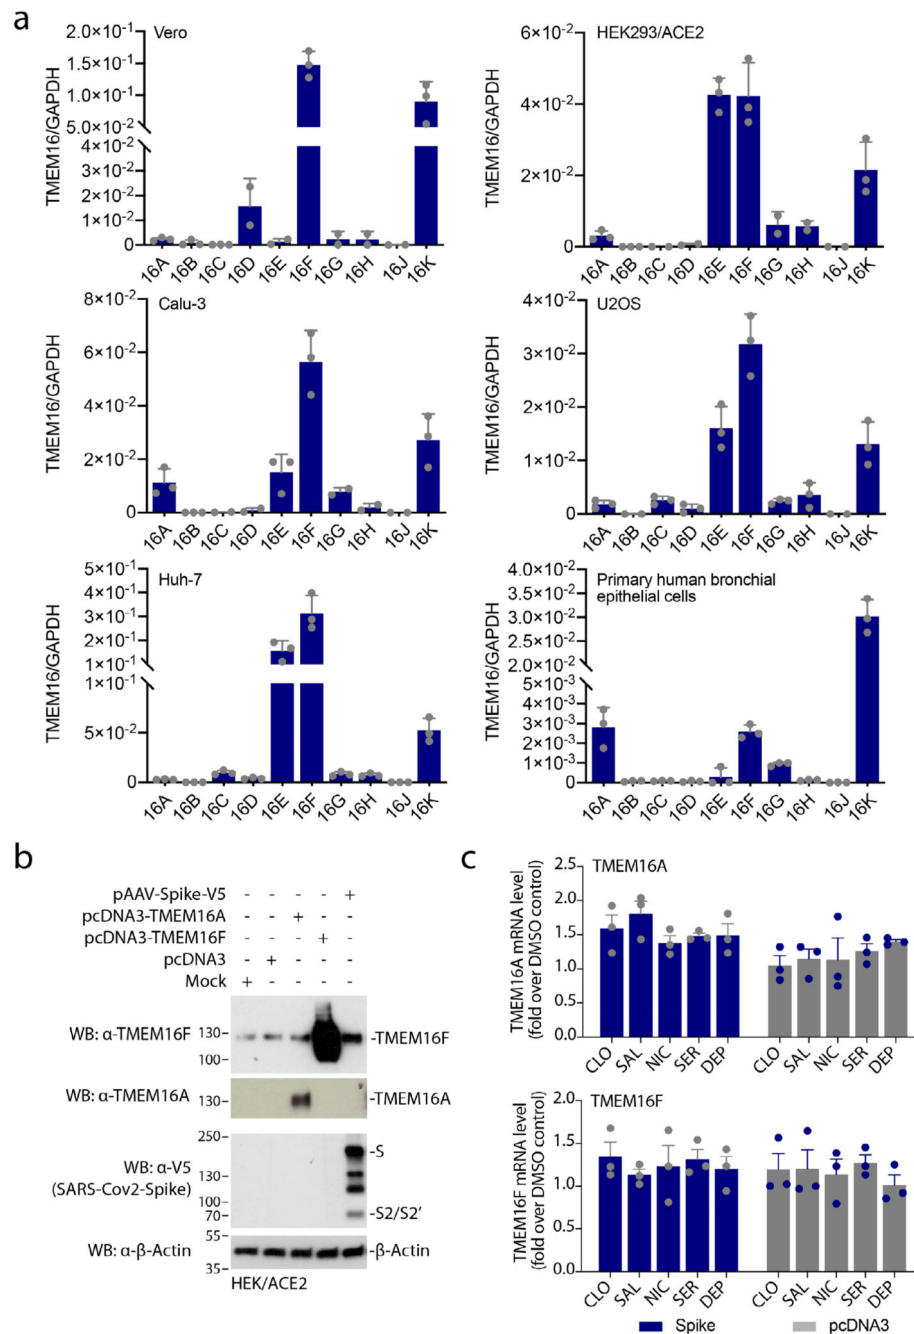 a
Vero
TMEM16/GAPDH
2.0×10⁻¹
1.5×10⁻¹
1.0×10⁻¹
5.0×10⁻²
4×10⁻²
3×10⁻²
2×10⁻²
1×10⁻²
0
16A 16B 16C 16D 16E 16F 16G 16H 16J 16K
HEK293/ACE2
TMEM16/GAPDH
6×10⁻²
4×10⁻²
2×10⁻²
0
16A 16B 16C 16D 16E 16F 16G 16H 16J 16K
Calu-3
TMEM16/GAPDH
8×10⁻²
6×10⁻²
4×10⁻²
2×10⁻²
0
16A 16B 16C 16D 16E 16F 16G 16H 16J 16K
U2OS
TMEM16/GAPDH
4×10⁻²
3×10⁻²
2×10⁻²
1×10⁻²
0
16A 16B 16C 16D 16E 16F 16G 16H 16J 16K
Huh-7
TMEM16/GAPDH
5×10⁻¹
4×10⁻¹
3×10⁻¹
2×10⁻¹
1×10⁻¹
1×10⁻¹
5×10⁻²
0
16A 16B 16C 16D 16E 16F 16G 16H 16J 16K
Primary human bronchial
epithelial cells
TMEM16/GAPDH
4.0×10⁻²
3.5×10⁻²
3.0×10⁻²
2.5×10⁻²
2.0×10⁻²
5×10⁻³
4×10⁻³
3×10⁻³
2×10⁻³
1×10⁻³
0
16A 16B 16C 16D 16E 16F 16G 16H 16J 16K
b
pAAV-Spike-V5 - - - - +
pcDNA3-TMEM16A - - + - -
pcDNA3-TMEM16F - - - + -
pcDNA3 - + - - -
Mock + - - - -
WB: α-TMEM16F 130 100 -TMEM16F
WB: α-TMEM16A 130 -TMEM16A
250
130
100
70
WB: α-V5
(SARS-Cov2-Spike)
-S
-S2/S2'
55
35
WB: α-β-Actin -β-Actin
HEK/ACE2
c
TMEM16A
TMEM16A mRNA level
(fold over DMSO control)
2.5
2.0
1.5
1.0
0.5
0.0
CLO SAL NIC SER DEP CLO SAL NIC SER DEP
TMEM16F
TMEM16F mRNA level
(fold over DMSO control)
2.0
1.5
1.0
0.5
0.0
CLO SAL NIC SER DEP CLO SAL NIC SER DEP
Spike pcDNA3